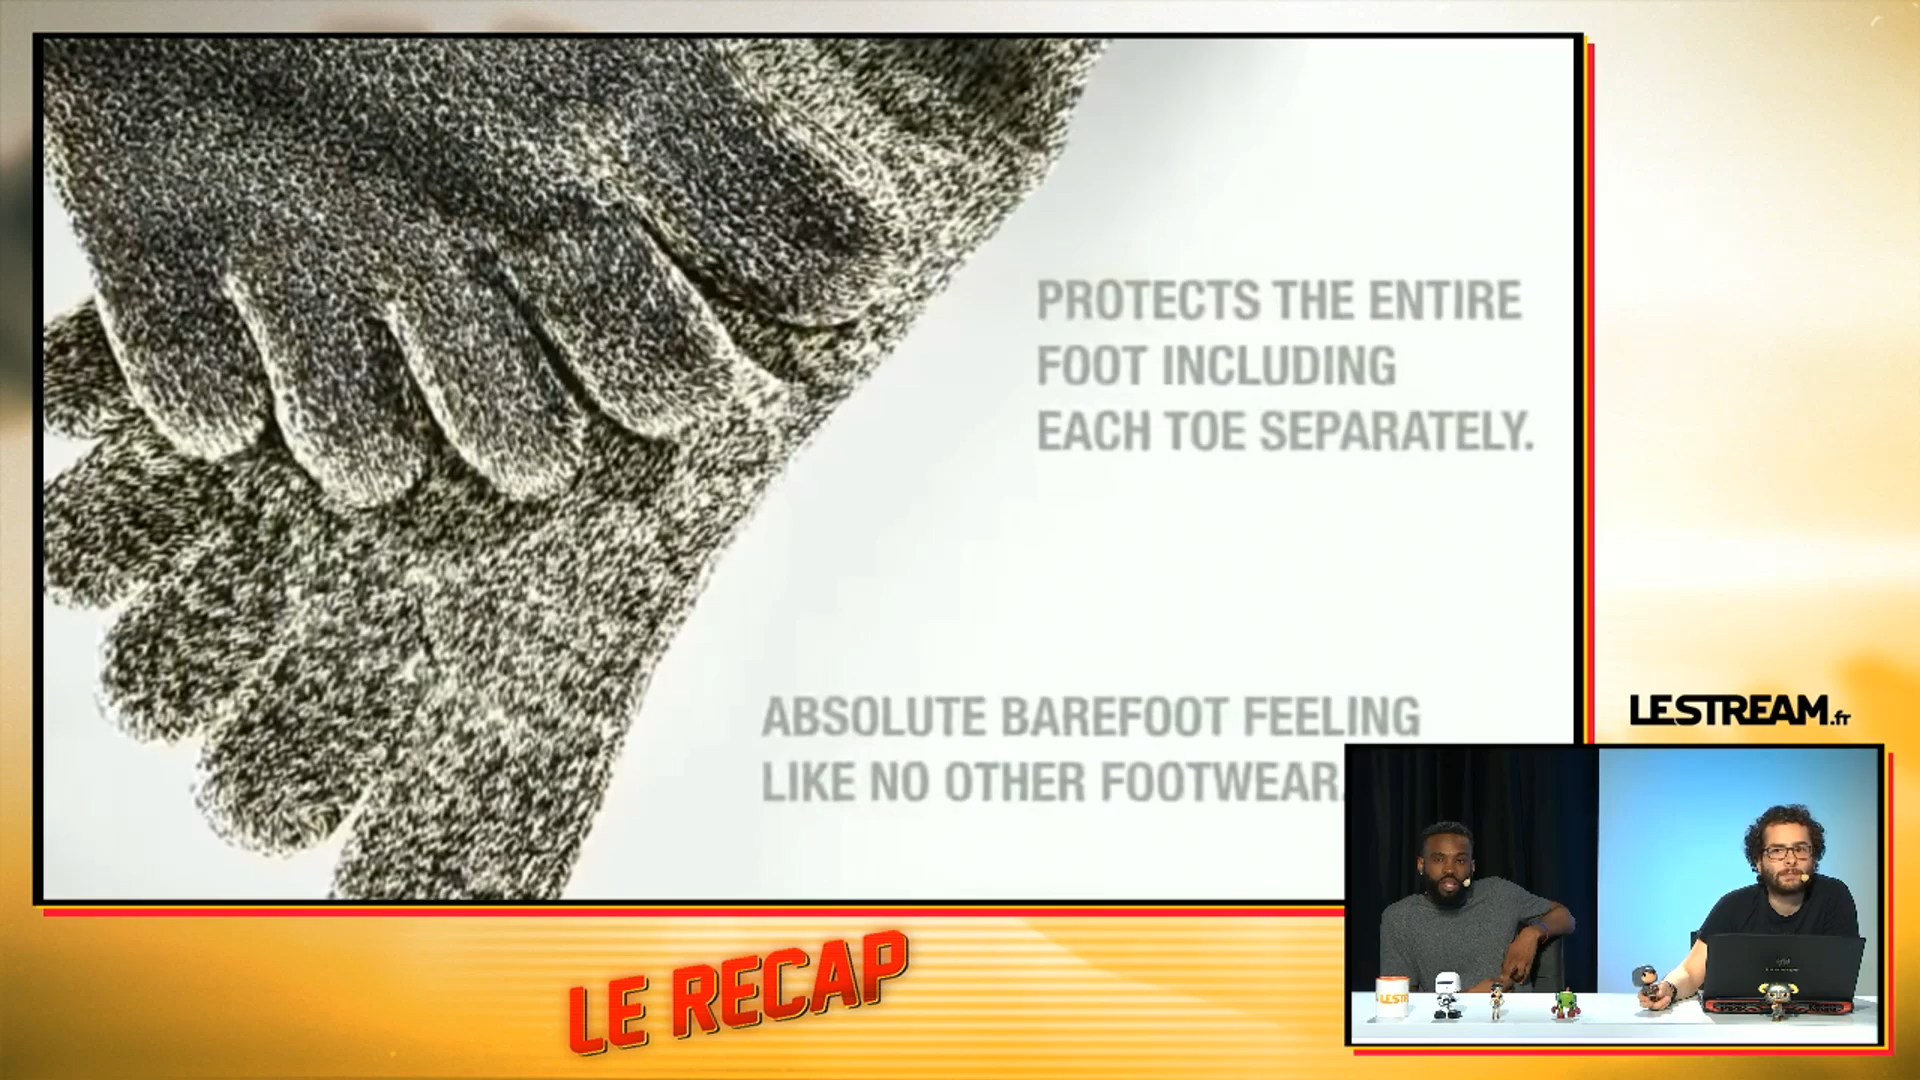 PROTECTS THE ENTIRE
FOOT INCLUDING
EACH TOE SEPARATELY.
ABSOLUTE BAREFOOT FEELING
LIKE NO OTHER FOOTWEAR.
LESTREAM.fr
LE RECAP